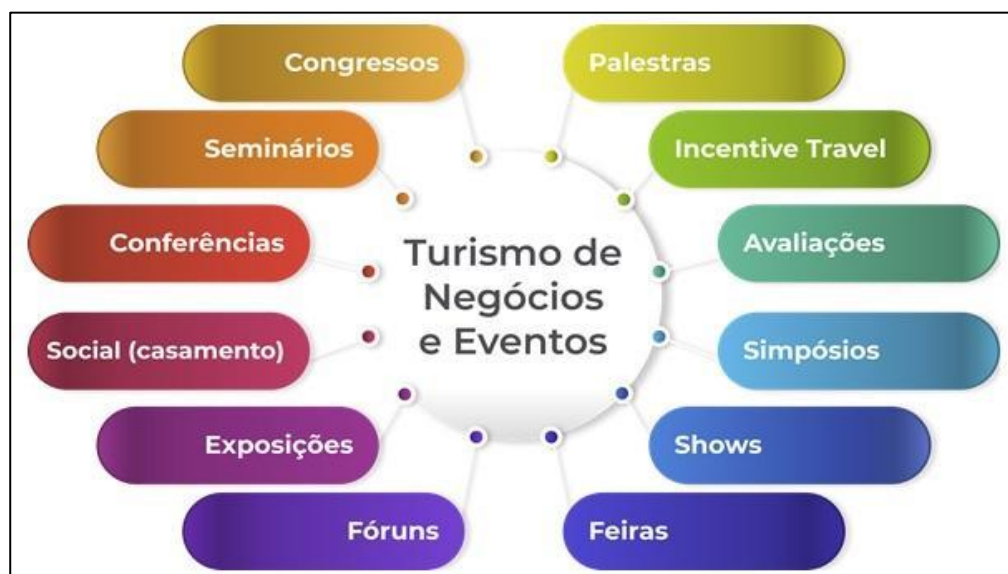 Congressos
Palestras
Seminários
Incentive Travel
Conferências
Avaliações
Turismo de
Negócios
e Eventos
Social (casamento)
Simpósios
Exposições
Shows
Fóruns
Feiras